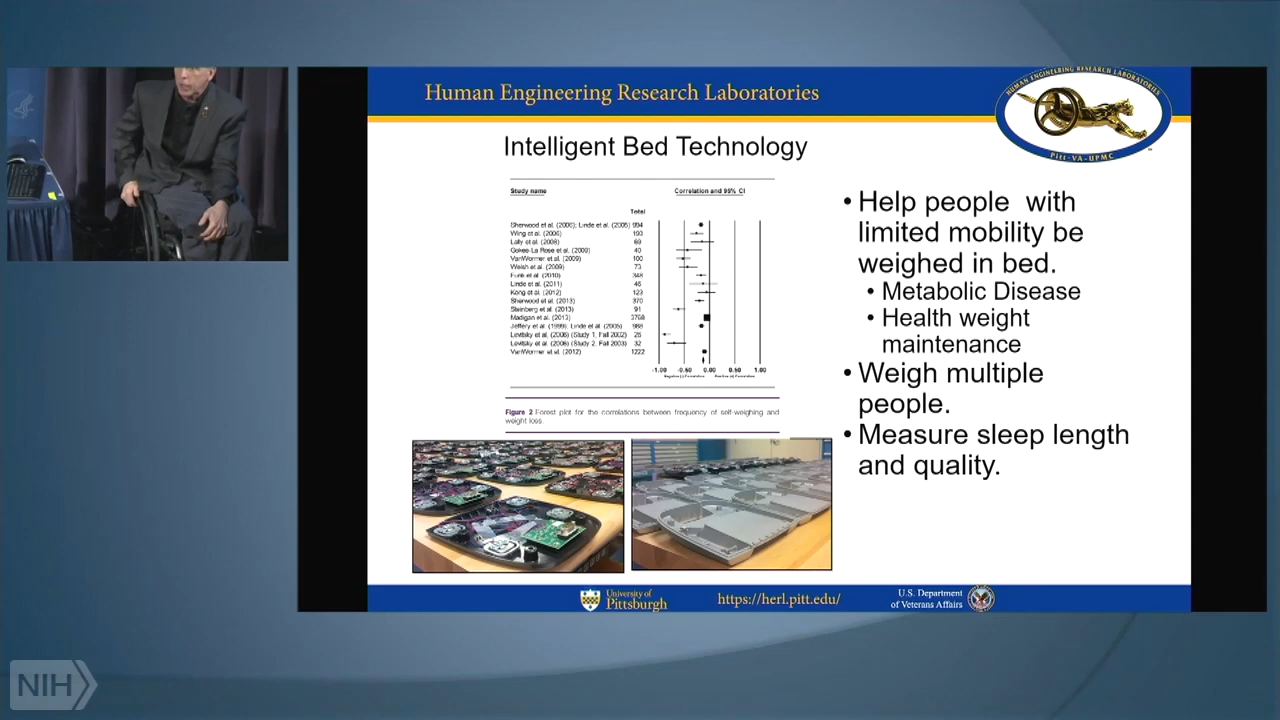 Human Engineering Research Laboratories
HUMAN ENGINEERING RESEARCH LABORATORIES
Pitt-VA-UPMC
Intelligent Bed Technology
Study name
Correlation and 95% CI
Total
Sherwood et al. (2006); Linde et al. (2005) 994
Wing et al. (2006) 193
Lally et al. (2008) 69
Gokee La Rose et al. (2009) 40
VanWormer et al. (2009) 100
Welsh et al. (2009) 73
Funk et al. (2010) 348
Linde et al. (2011) 45
Kong et al. (2012) 123
Sherwood et al. (2013) 370
Steinberg et al. (2013) 91
Madigan et al. (2013) 3768
Jeffery et al. (1999); Linde et al. (2005) 988
Levitsky et al. (2006) (Study 1, Fall 2002) 26
Levitsky et al. (2006) (Study 2, Fall 2003) 32
VanWormer et al. (2012) 1222
-1.00 -0.50 0.00 0.50 1.00
Negative (-) Correlation Positive (+) Correlation
Figure 2 Forest plot for the correlations between frequency of self-weighing and
weight loss.
• Help people with
limited mobility be
weighed in bed.
• Metabolic Disease
• Health weight
maintenance
• Weigh multiple
people.
• Measure sleep length
and quality.
University of
Pittsburgh
https://herl.pitt.edu/
U.S. Department
of Veterans Affairs
NIH